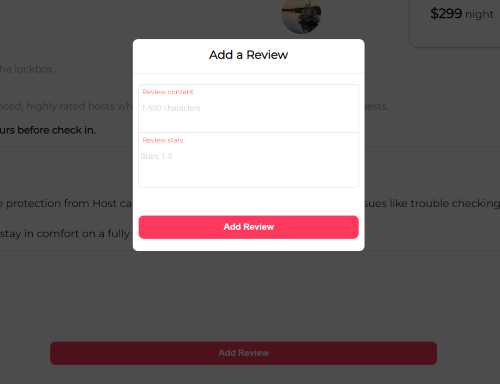 $299 night
Add a Review
he lockbox.
Review content
1-500 characters
nced, highly rated hosts wh
ests.
urs before check in.
Review stars
Stars: 1-5
e protection from Host ca
sues like trouble checking
stay in comfort on a fully
Add Review
Add Review